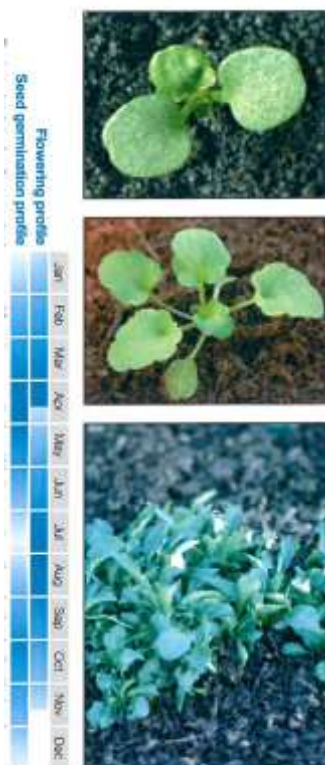 Jan Feb Mar Apr May Jun Jul Aug Sep Oct Nov Dec
Flowering profile
Seed germination profile